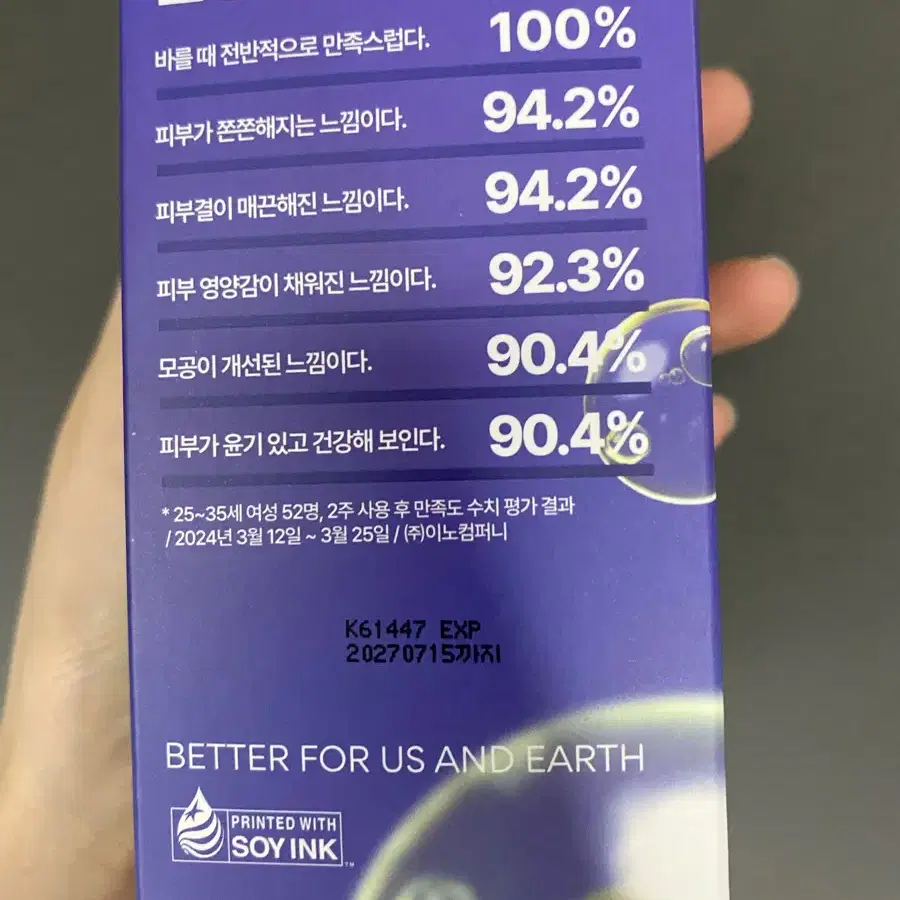 바를 때 전반적으로 만족스럽다. 100%
피부가 쫀쫀해지는 느낌이다. 94.2%
피부결이 매끈해진 느낌이다. 94.2%
피부 영양감이 채워진 느낌이다. 92.3%
모공이 개선된 느낌이다. 90.4%
피부가 윤기 있고 건강해 보인다. 90.4%
* 25~35세 여성 52명, 2주 사용 후 만족도 수치 평가 결과
/ 2024년 3월 12일 ~ 3월 25일 / (주)이노컴퍼니
K61447 EXP
20270715까지
BETTER FOR US AND EARTH
PRINTED WITH
SOY INK
TM